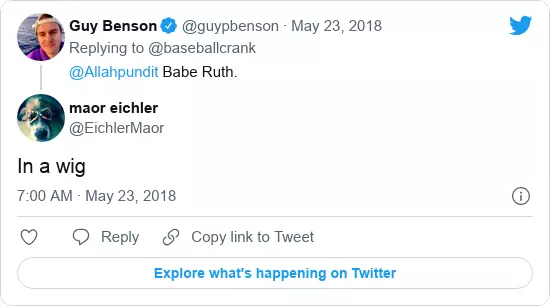 Guy Benson @guypbenson · May 23, 2018
Replying to @baseballcrank
@Allahpundit Babe Ruth.
maor eichler
@EichlerMaor
In a wig
7:00 AM · May 23, 2018
Reply Copy link to Tweet
Explore what's happening on Twitter